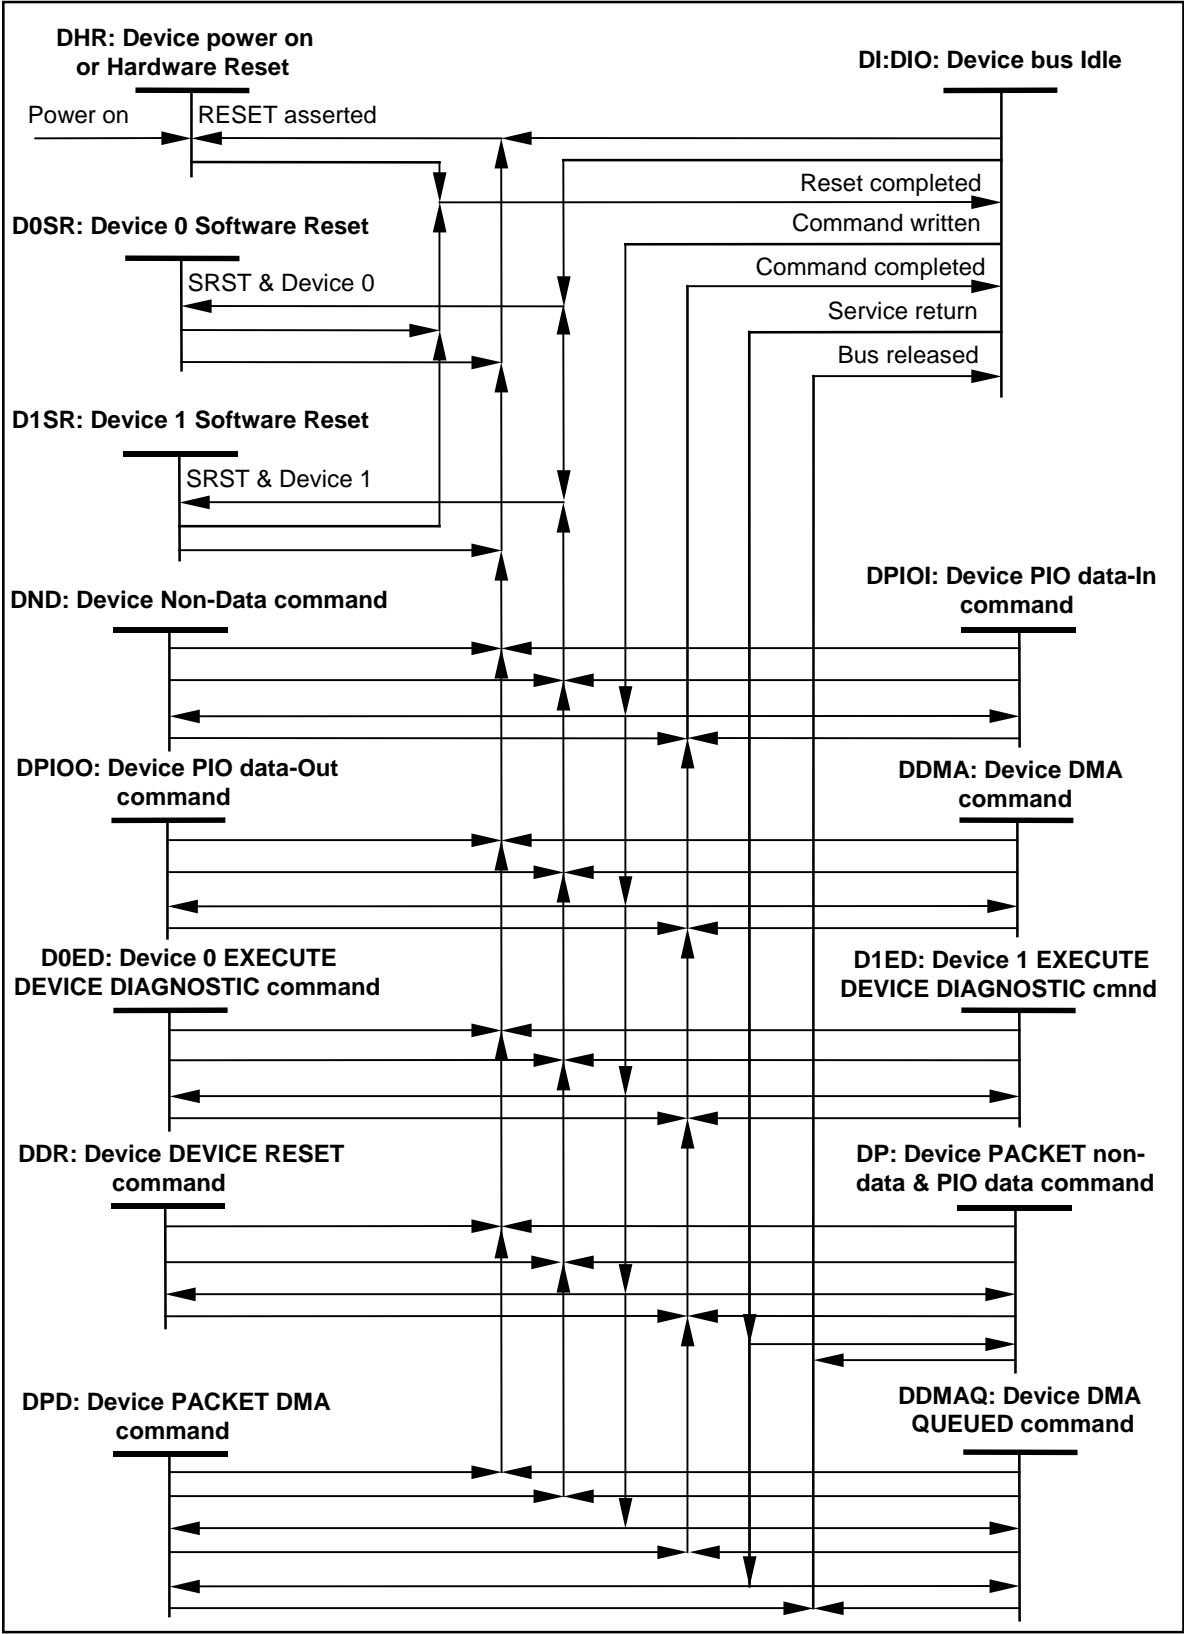 DHR: Device power on
or Hardware Reset
DI:DIO: Device bus Idle
Power on
RESET asserted
Reset completed
D0SR: Device 0 Software Reset
Command written
Command completed
SRST & Device 0
Service return
Bus released
D1SR: Device 1 Software Reset
SRST & Device 1
DND: Device Non-Data command
DPIOI: Device PIO data-In
command
DPIOO: Device PIO data-Out
command
DDMA: Device DMA
command
D0ED: Device 0 EXECUTE
DEVICE DIAGNOSTIC command
D1ED: Device 1 EXECUTE
DEVICE DIAGNOSTIC cmnd
DDR: Device DEVICE RESET
command
DP: Device PACKET non-
data & PIO data command
DPD: Device PACKET DMA
command
DDMAQ: Device DMA
QUEUED command